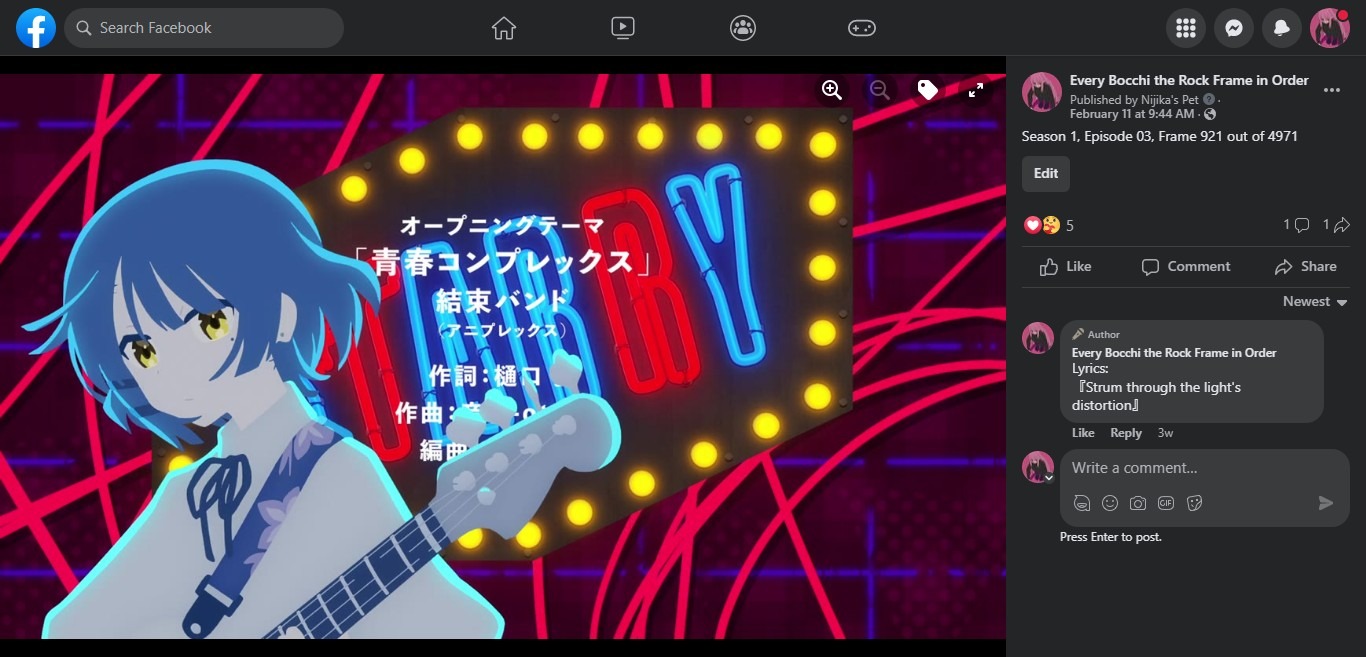 Search Facebook
オープニングテーマ
「青春コンプレックス」
結束バンド
（アニプレックス）
作詞：樋口
作曲：
編曲
RRY
Every Bocchi the Rock Frame in Order
Published by Nijika's Pet ·
February 11 at 9:44 AM ·
Season 1, Episode 03, Frame 921 out of 4971
Edit
5
1
1
Like
Comment
Share
Newest
Author
Every Bocchi the Rock Frame in Order
Lyrics:
『Strum through the light's
distortion』
Like Reply 3w
Write a comment...
GIF
Press Enter to post.